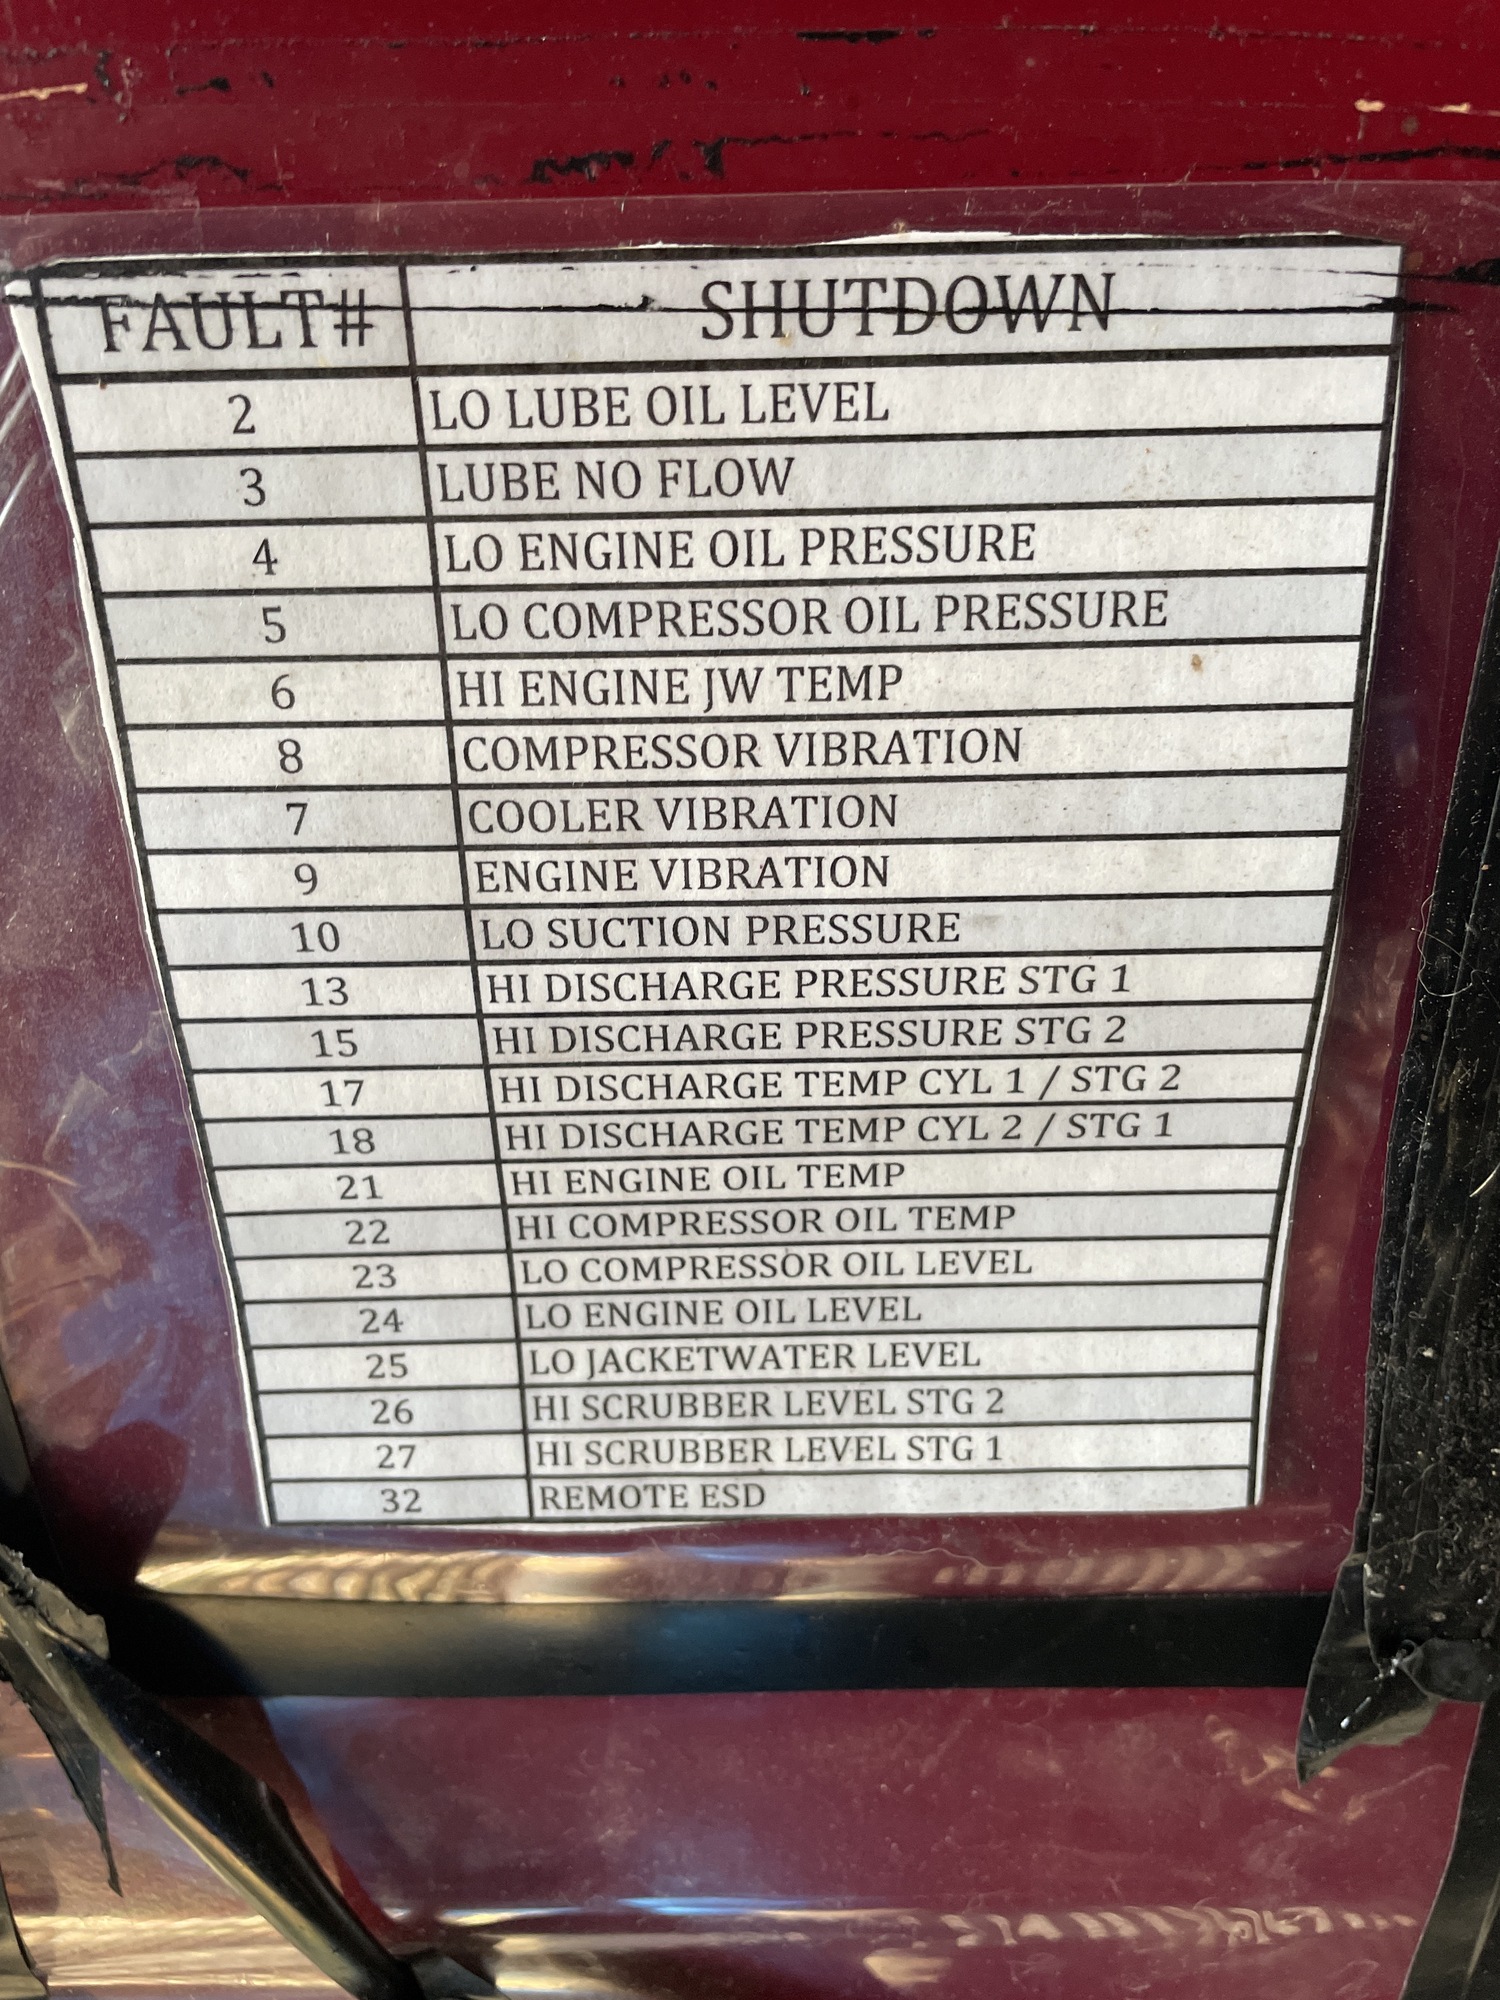 FAULT# SHUTDOWN
2 LO LUBE OIL LEVEL
3 LUBE NO FLOW
4 LO ENGINE OIL PRESSURE
5 LO COMPRESSOR OIL PRESSURE
6 HI ENGINE JW TEMP
8 COMPRESSOR VIBRATION
7 COOLER VIBRATION
9 ENGINE VIBRATION
10 LO SUCTION PRESSURE
13 HI DISCHARGE PRESSURE STG 1
15 HI DISCHARGE PRESSURE STG 2
17 HI DISCHARGE TEMP CYL 1 / STG 2
18 HI DISCHARGE TEMP CYL 2 / STG 1
21 HI ENGINE OIL TEMP
22 HI COMPRESSOR OIL TEMP
23 LO COMPRESSOR OIL LEVEL
24 LO ENGINE OIL LEVEL
25 LO JACKETWATER LEVEL
26 HI SCRUBBER LEVEL STG 2
27 HI SCRUBBER LEVEL STG 1
32 REMOTE ESD